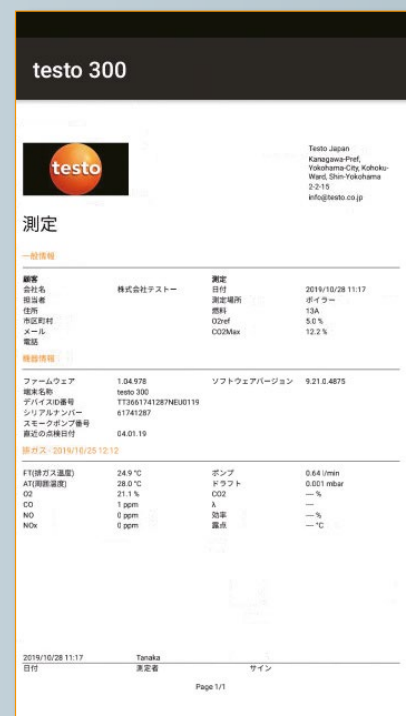 testo 300
testo
Testo Japan
Kanagawa-Pref,
Yokohama-City, Kohoku-
Ward, Shin-Yokohama
2-2-15
info@testo.co.jp
測定
一般情報
顧客 測定
会社名 株式会社テストー 日付 2019/10/28 11:17
担当者 測定場所 ボイラー
住所 燃料 13A
市区町村 O2ref 5.0 %
メール CO2Max 12.2 %
電話
機器情報
ファームウェア 1.04.978 ソフトウェアバージョン 9.21.0.4875
端末名称 testo 300
デバイスID番号 TT3661741287NEU0119
シリアルナンバー 61741287
スモークポンプ番号
直近の点検日付 04.01.19
排ガス - 2019/10/25 12:12
FT(排ガス温度) 24.9 °C ポンプ 0.64 l/min
AT(周囲温度) 28.0 °C ドラフト 0.001 mbar
O2 21.1 % CO2 --- %
CO 1 ppm λ ---
NO 0 ppm 効率 --- %
NOx 0 ppm 露点 --- °C
2019/10/28 11:17 Tanaka
日付 測定者 サイン
Page 1/1